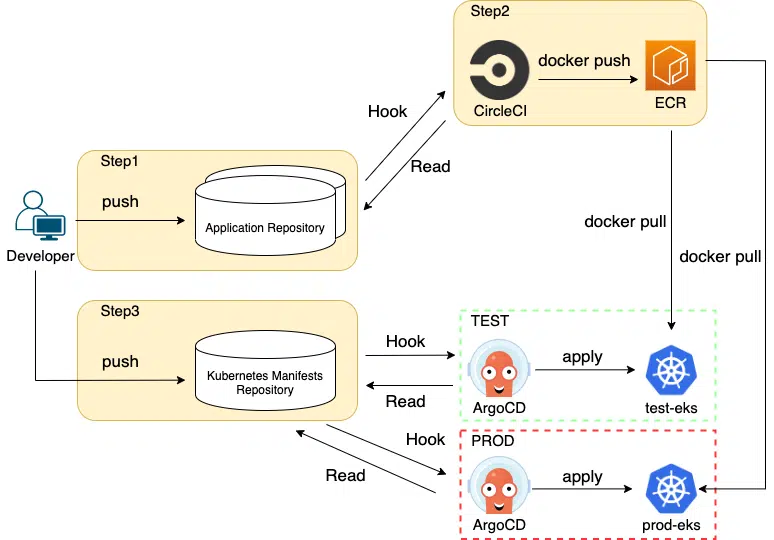 Step2
docker push
CircleCI
ECR
Hook
Read
Step1
push
Application Repository
Developer
docker pull
docker pull
Step3
push
Kubernetes Manifests
Repository
Hook
Read
TEST
apply
ArgoCD
test-eks
Hook
Read
PROD
apply
ArgoCD
prod-eks